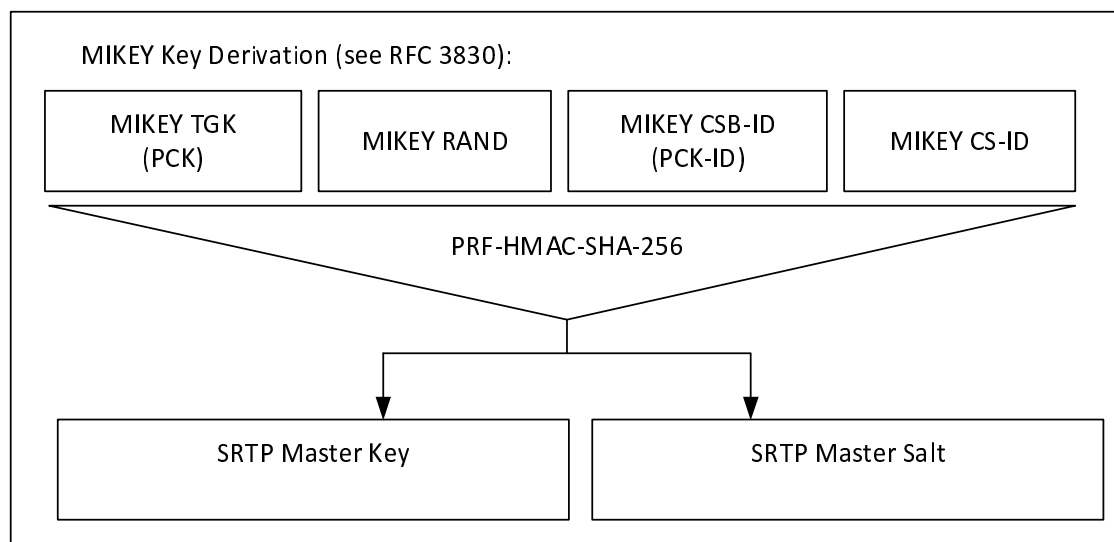 MIKEY Key Derivation (see RFC 3830):
MIKEY TGK
(PCK)
MIKEY RAND
MIKEY CSB-ID
(PCK-ID)
MIKEY CS-ID
PRF-HMAC-SHA-256
SRTP Master Key
SRTP Master Salt